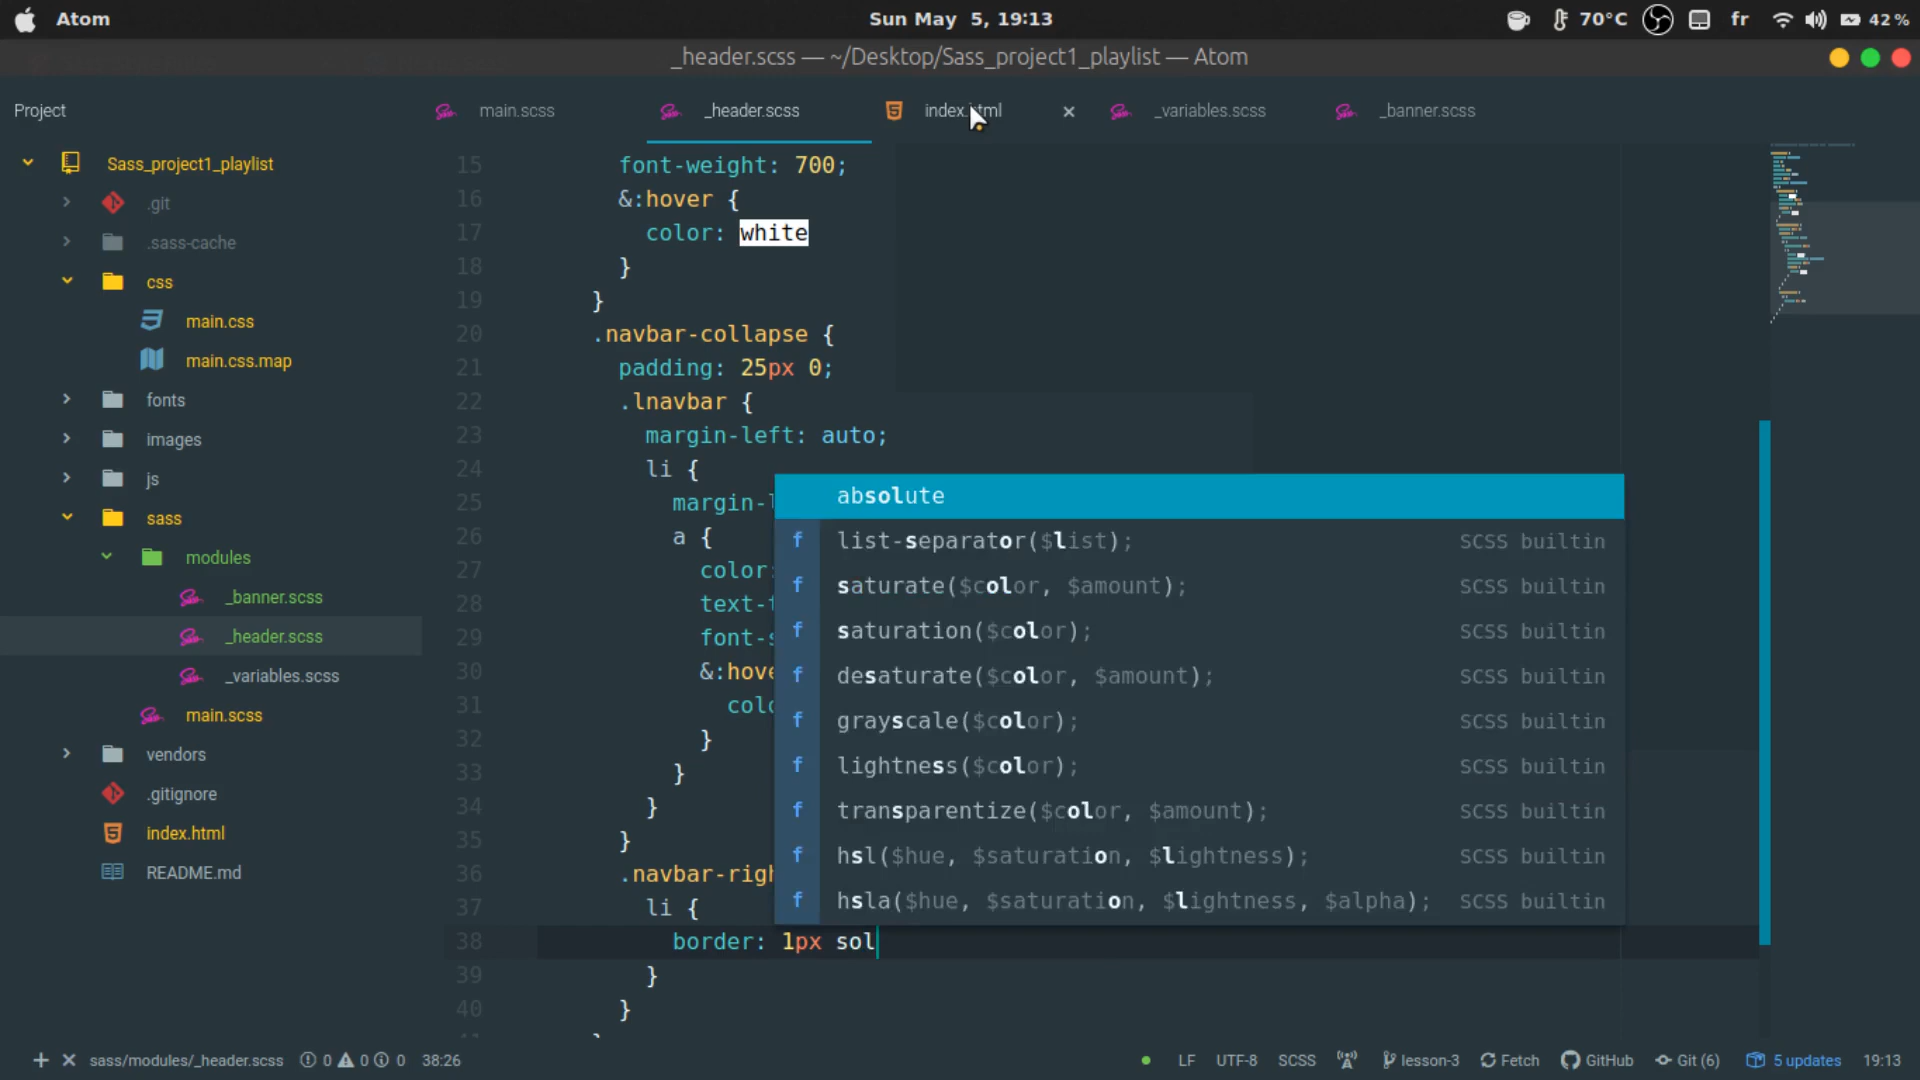 Atom
Sun May 5, 19:13
70°C
fr
42 %
_header.scss — ~/Desktop/Sass_project1_playlist — Atom
Project
main.scss
_header.scss
index.html
_variables.scss
_banner.scss
Sass_project1_playlist
.git
.sass-cache
css
main.css
main.css.map
fonts
images
js
sass
modules
_banner.scss
_header.scss
_variables.scss
main.scss
vendors
.gitignore
index.html
README.md
15 font-weight: 700;
16 &:hover {
17 color: white
18 }
19 }
20 .navbar-collapse {
21 padding: 25px 0;
22 .lnavbar {
23 margin-left: auto;
24 li {
25 margin-l
26 a {
27 color:
28 text-t
29 font-s
30 &:hove
31 colo
32 }
33 }
34 }
35 }
36 .navbar-righ
37 li {
38 border: 1px sol
39 }
40 }
absolute
f list-separator($list); SCSS builtin
f saturate($color, $amount); SCSS builtin
f saturation($color); SCSS builtin
f desaturate($color, $amount); SCSS builtin
f grayscale($color); SCSS builtin
f lightness($color); SCSS builtin
f transparentize($color, $amount); SCSS builtin
f hsl($hue, $saturation, $lightness); SCSS builtin
f hsla($hue, $saturation, $lightness, $alpha); SCSS builtin
sass/modules/_header.scss 0 0 0 38:26
LF UTF-8 SCSS lesson-3 Fetch GitHub Git (6) 5 updates 19:13